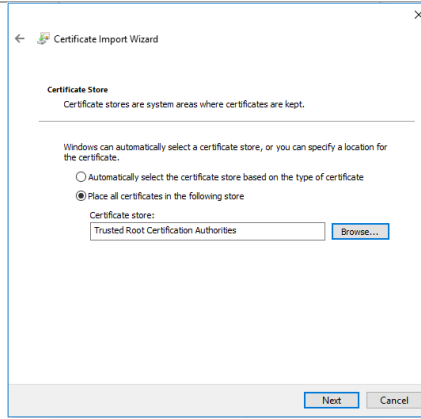 Certificate Import Wizard
Certificate Store
Certificate stores are system areas where certificates are kept.
Windows can automatically select a certificate store, or you can specify a location for
the certificate.
Automatically select the certificate store based on the type of certificate
Place all certificates in the following store
Certificate store:
Trusted Root Certification Authorities
Browse...
Next
Cancel